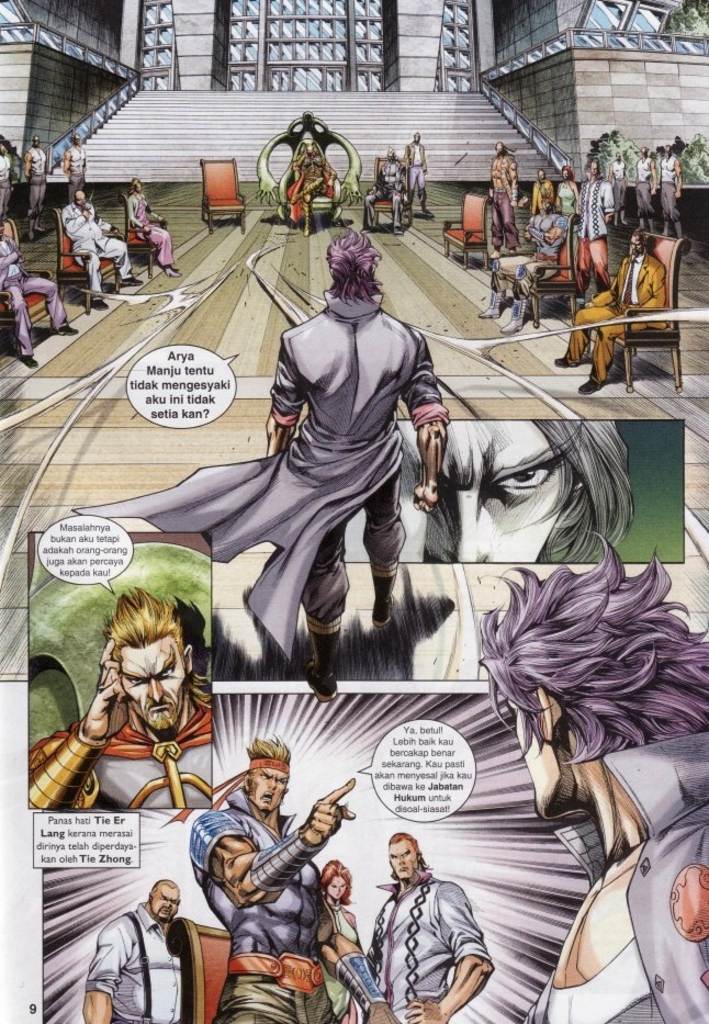 Arya
Manju tentu
tidak mengesyaki
aku ini tidak
setia kan?
Masalahnya
bukan aku tetapi
adakah orang-orang
juga akan percaya
kepada kau!
Panas hati Tie Er
Lang kerana merasai
dirinya telah diperdaya-
kan oleh Tie Zhong.
Ya, betul!
Lebih baik kau
bercakap benar
sekarang. Kau pasti
akan menyesal jika kau
dibawa ke Jabatan
Hukum untuk
disoal-siasat!
9